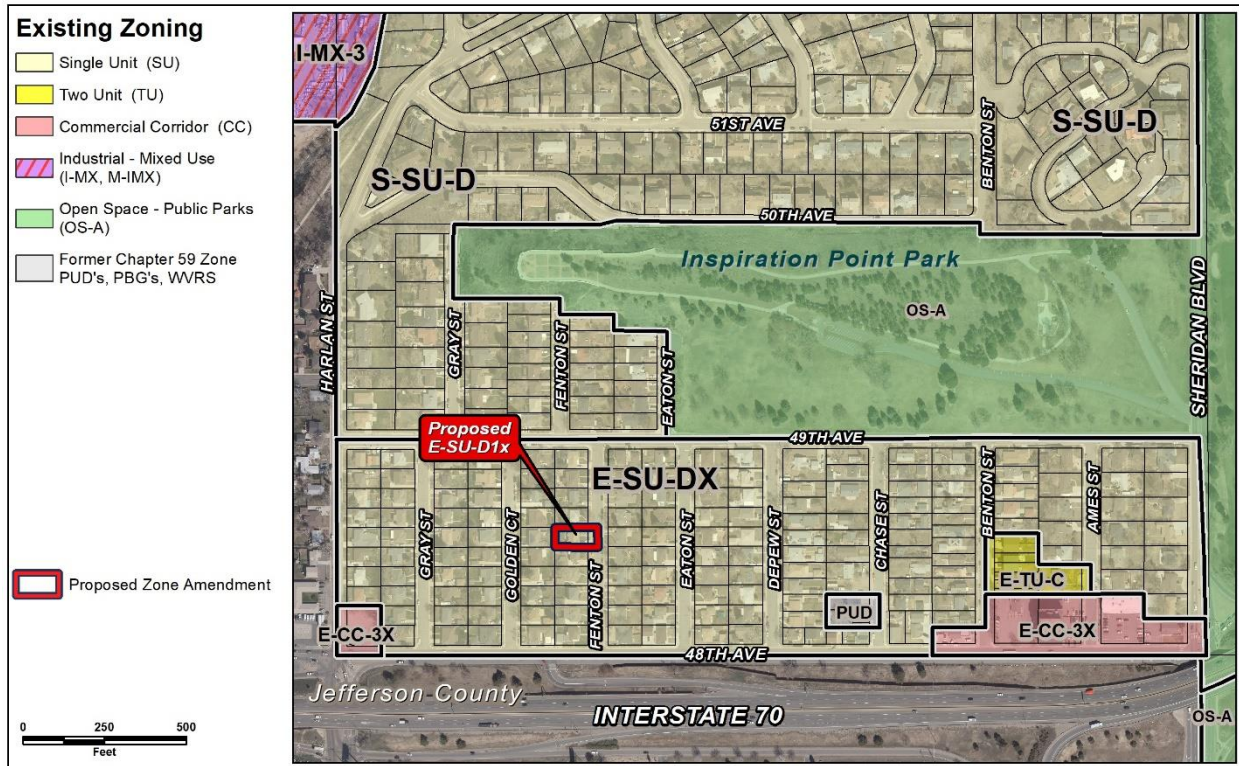 Existing Zoning
Single Unit (SU)
Two Unit (TU)
Commercial Corridor (CC)
Industrial - Mixed Use
(I-MX, M-IMX)
Open Space - Public Parks
(OS-A)
Former Chapter 59 Zone
PUD's, PBG's, WVRS
Proposed Zone Amendment
0 250 500
Feet
I-MX-3
51ST AVE
BENTON ST
S-SU-D
S-SU-D
50TH AVE
Inspiration Point Park
OS-A
SHERIDAN BLVD
HARLAN ST
GRAY ST
FENTON ST
EATON ST
Proposed
E-SU-D1x
49TH AVE
E-SU-DX
GRAY ST
GOLDEN CT
FENTON ST
EATON ST
DEPEW ST
CHASE ST
BENTON ST
AMES ST
E-TU-C
PUD
E-CC-3X
E-CC-3X
48TH AVE
Jefferson County
INTERSTATE 70
OS-A